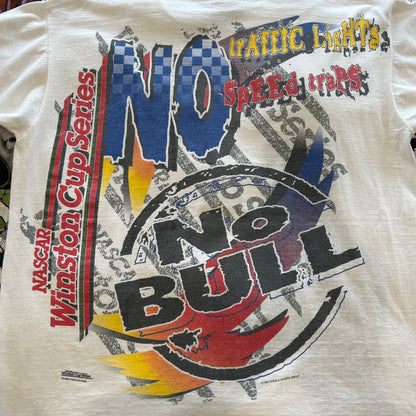 NO
traffic Lights
Speed traps
NASCAR
Winston Cup Series
No
BULL